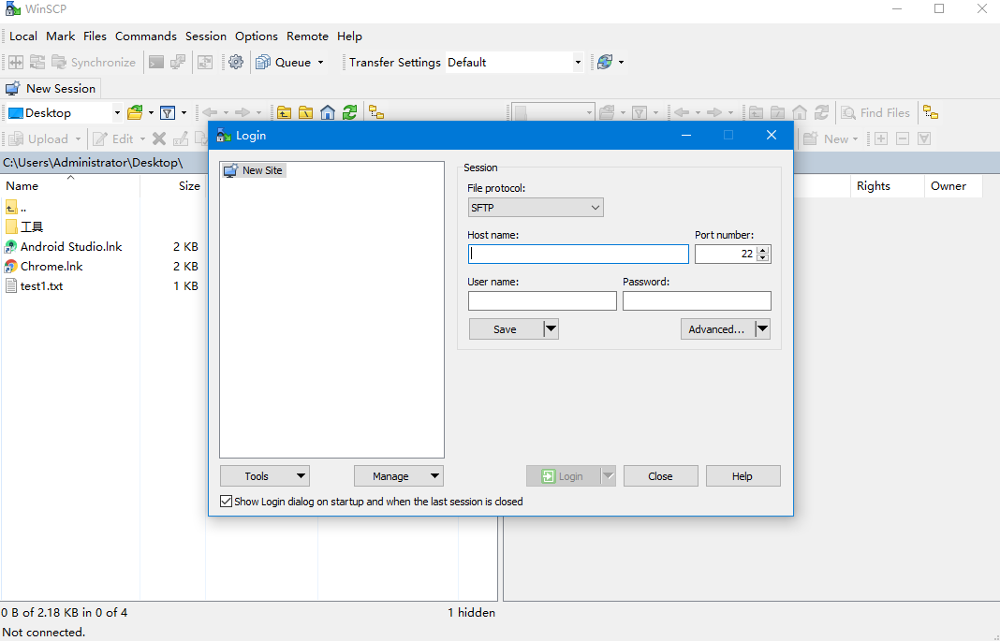 WinSCP
Local Mark Files Commands Session Options Remote Help
Synchronize Queue Transfer Settings Default
New Session
Desktop Find Files
Upload Edit New
C:\Users\Administrator\Desktop\
Name Size Rights Owner
..
工具
Android Studio.lnk 2 KB
Chrome.lnk 2 KB
test1.txt 1 KB
Login
New Site
Session
File protocol:
SFTP
Host name: Port number:
22
User name: Password:
Save Advanced...
Tools Manage Login Close Help
Show Login dialog on startup and when the last session is closed
0 B of 2.18 KB in 0 of 4 1 hidden
Not connected.